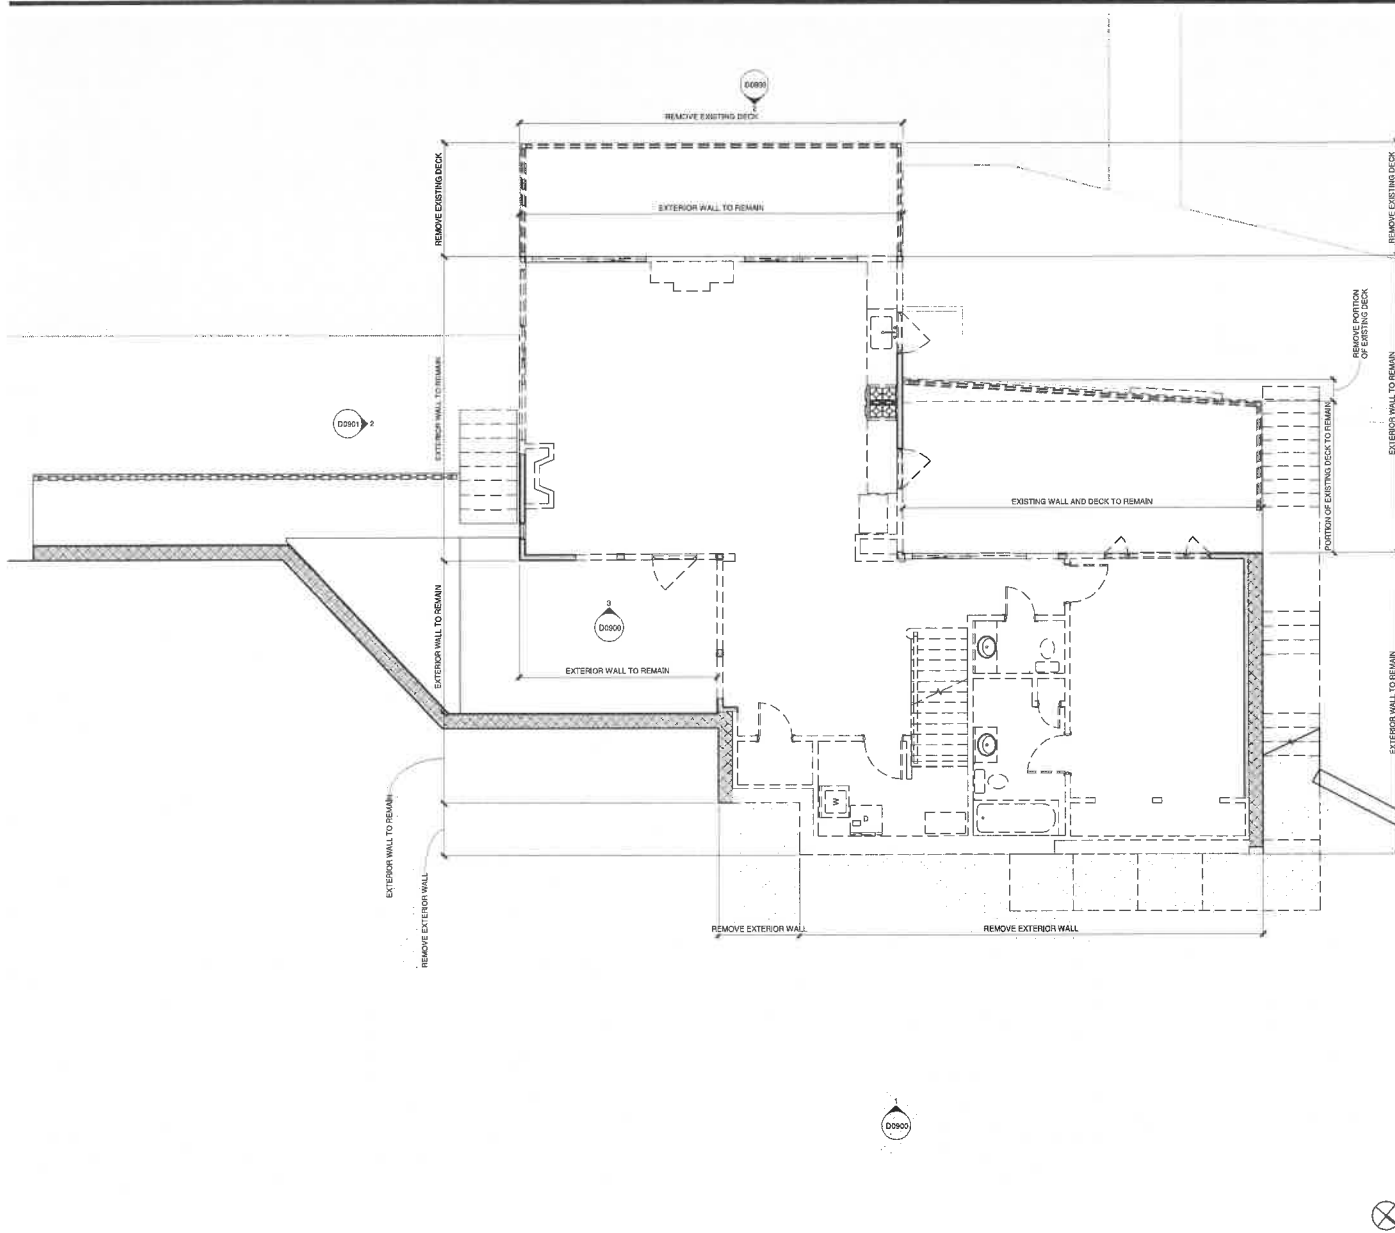 2
REMOVE EXISTING DECK
REMOVE EXISTING DECK
REMOVE EXISTING DECK
EXTERIOR WALL TO REMAIN
REMOVE PORTION
OF EXISTING DECK
EXTERIOR WALL TO REMAIN
EXTERIOR WALL TO REMAIN
D0901
2
PORTION OF EXISTING DECK TO REMAIN
EXISTING WALL AND DECK TO REMAIN
3
D0900
EXTERIOR WALL TO REMAIN
EXTERIOR WALL TO REMAIN
EXTERIOR WALL TO REMAIN
W
D
EXTERIOR WALL TO REMAIN
REMOVE EXTERIOR WALL
REMOVE EXTERIOR WALL
REMOVE EXTERIOR WALL
1
D0900